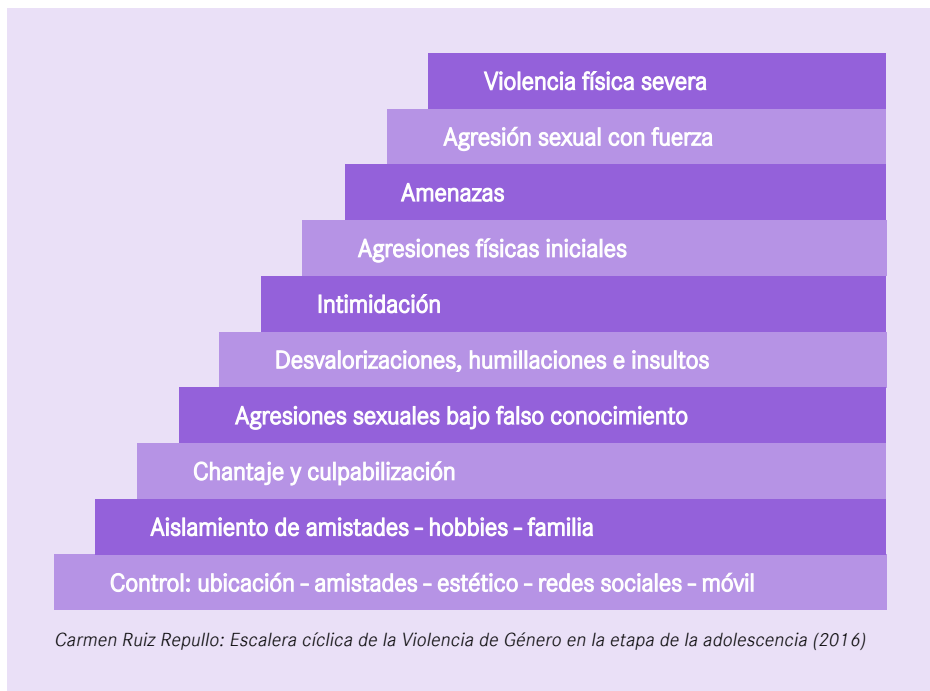 Violencia física severa
Agresión sexual con fuerza
Amenazas
Agresiones físicas iniciales
Intimidación
Desvalorizaciones, humillaciones e insultos
Agresiones sexuales bajo falso conocimiento
Chantaje y culpabilización
Aislamiento de amistades - hobbies - familia
Control: ubicación - amistades - estético - redes sociales - móvil
Carmen Ruiz Repullo: Escalera cíclica de la Violencia de Género en la etapa de la adolescencia (2016)